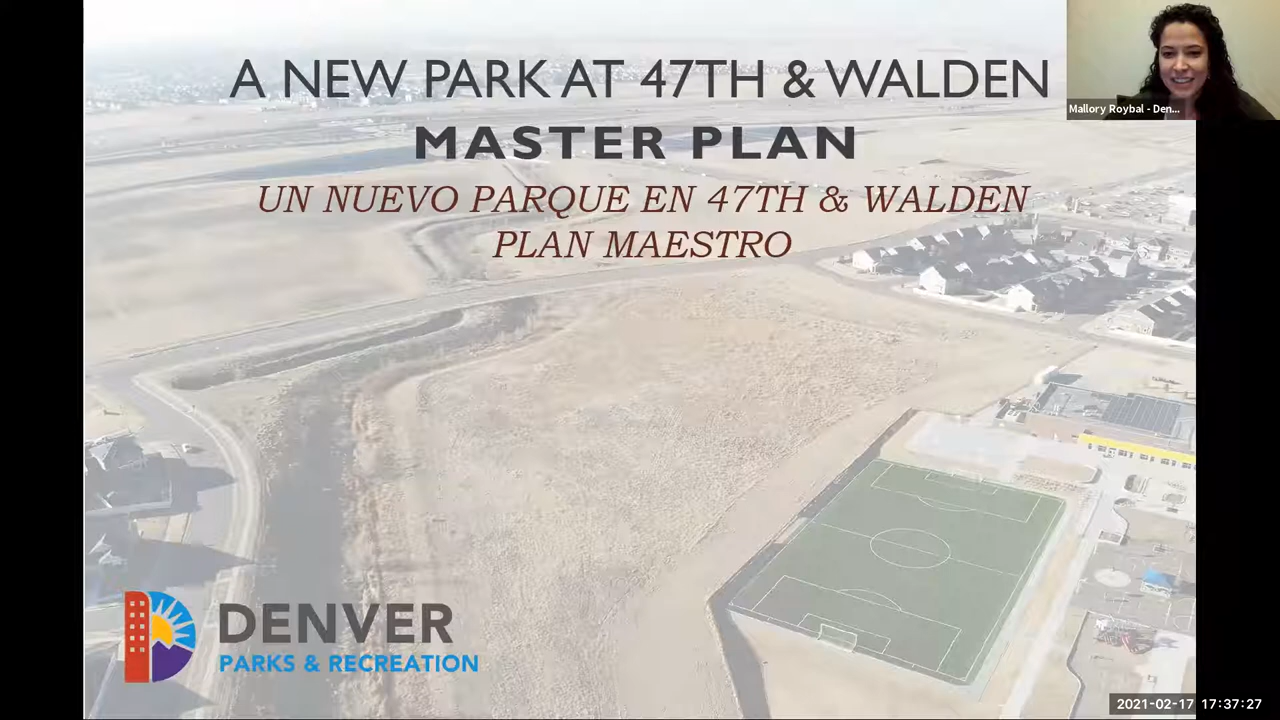 A NEW PARK AT 47TH & WALDEN
MASTER PLAN
UN NUEVO PARQUE EN 47TH & WALDEN
PLAN MAESTRO
Mallory Roybal - Den...
DENVER
PARKS & RECREATION
2021-02-17 17:37:27